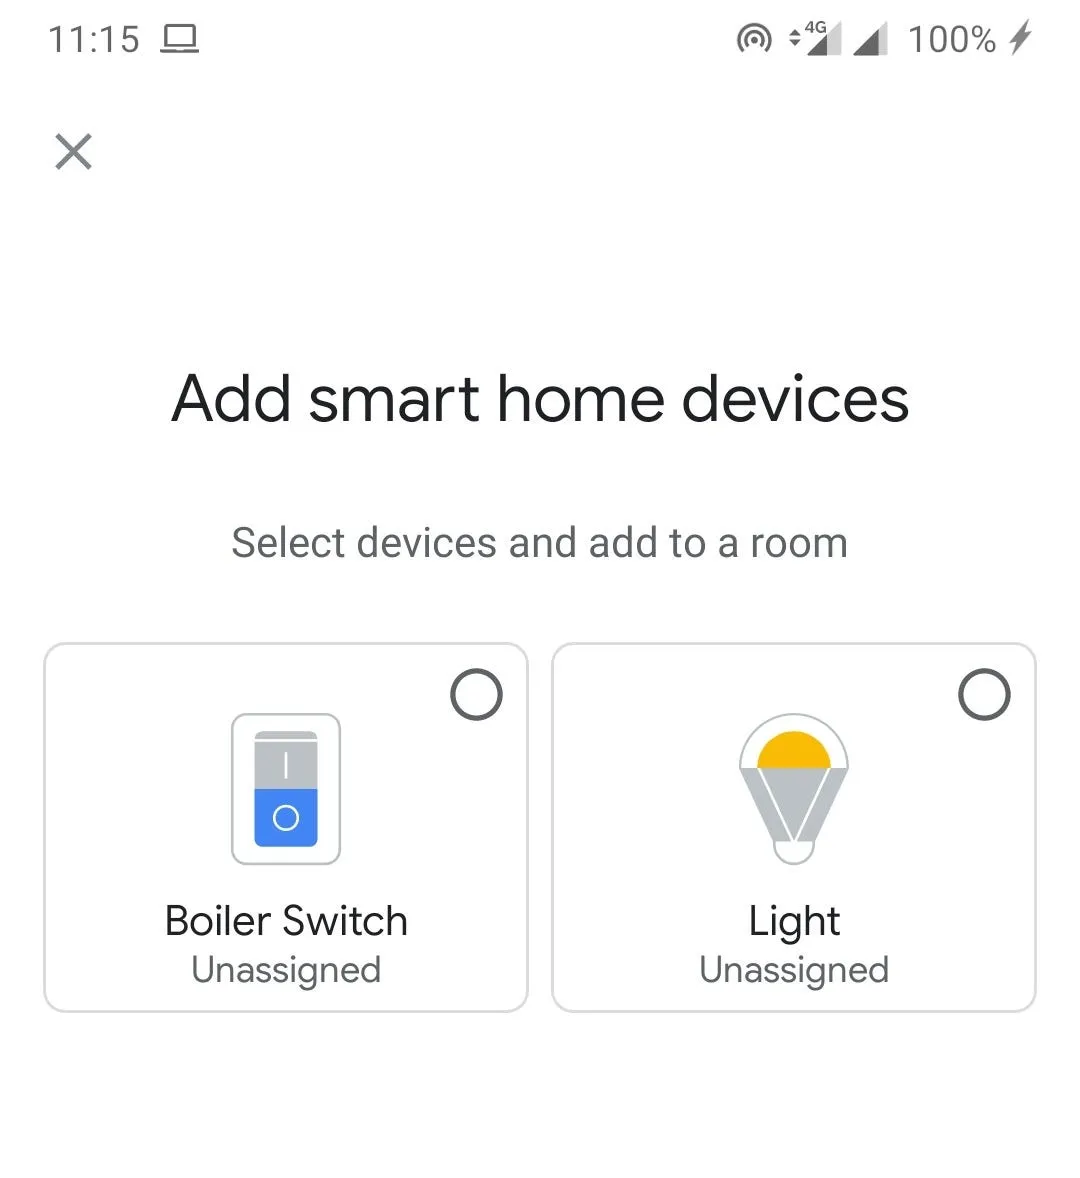 11:15 4G 100%
Add smart home devices
Select devices and add to a room
Boiler Switch Light
Unassigned Unassigned